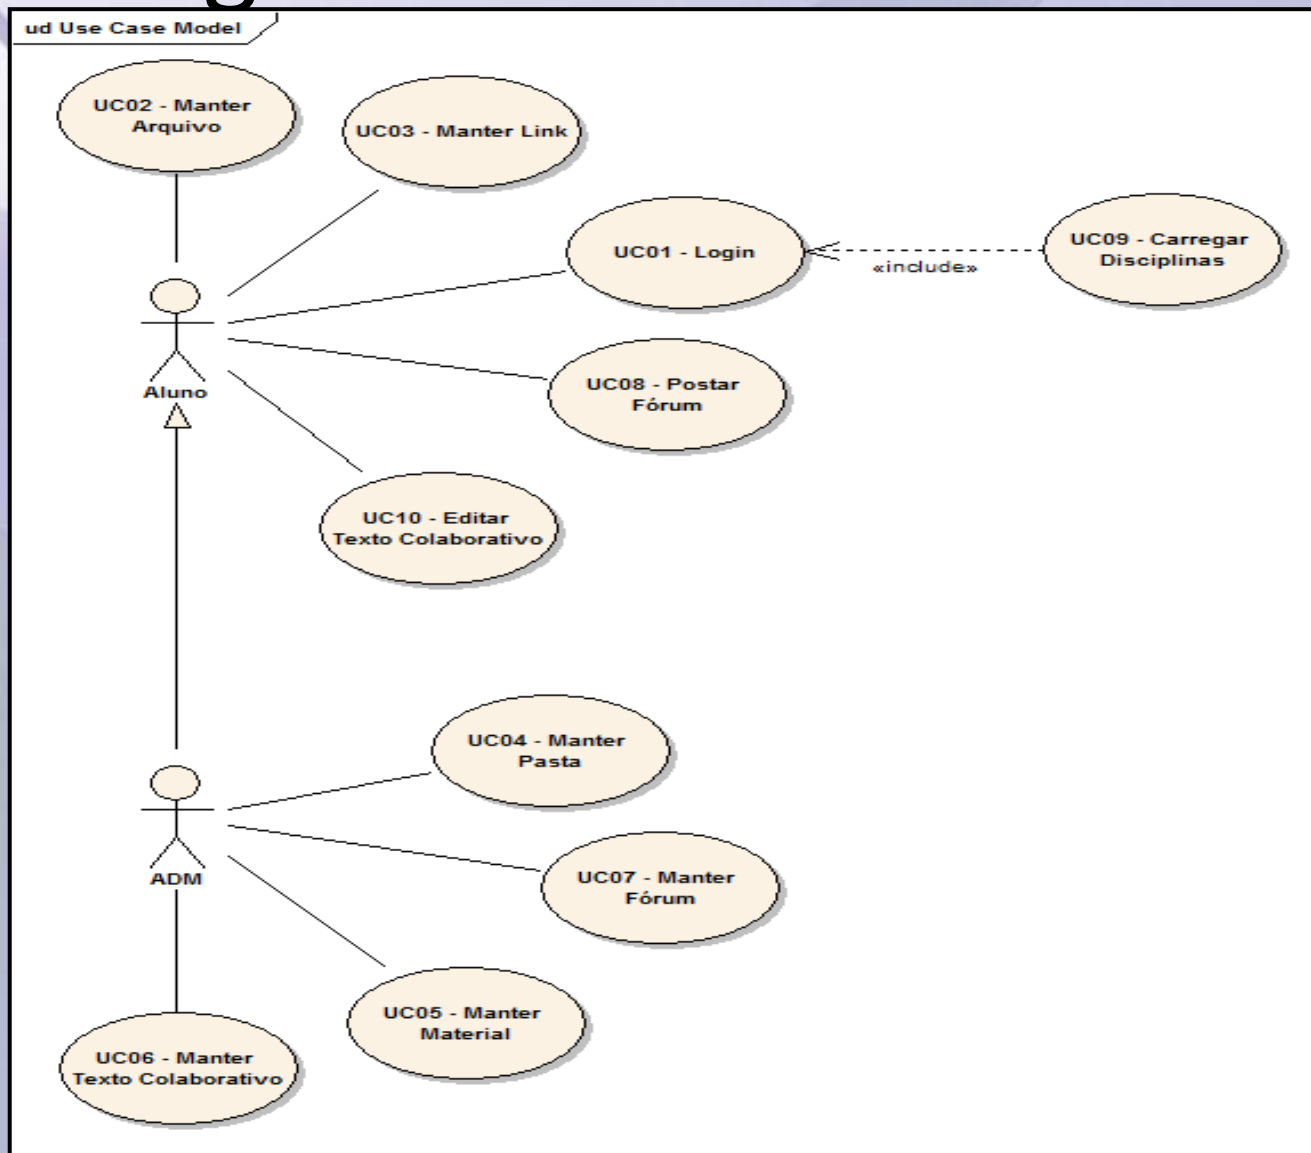 ud Use Case Model
UC02 - Manter
Arquivo
UC03 - Manter Link
UC01 - Login
«include»
UC09 - Carregar
Disciplinas
Aluno
UC08 - Postar
Fórum
UC10 - Editar
Texto Colaborativo
UC04 - Manter
Pasta
ADM
UC07 - Manter
Fórum
UC05 - Manter
Material
UC06 - Manter
Texto Colaborativo